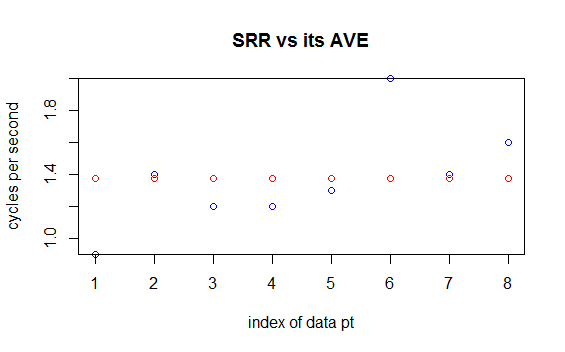 SRR vs its AVE
cycles per second
1.8
1.4
1.0
1 2 3 4 5 6 7 8
index of data pt